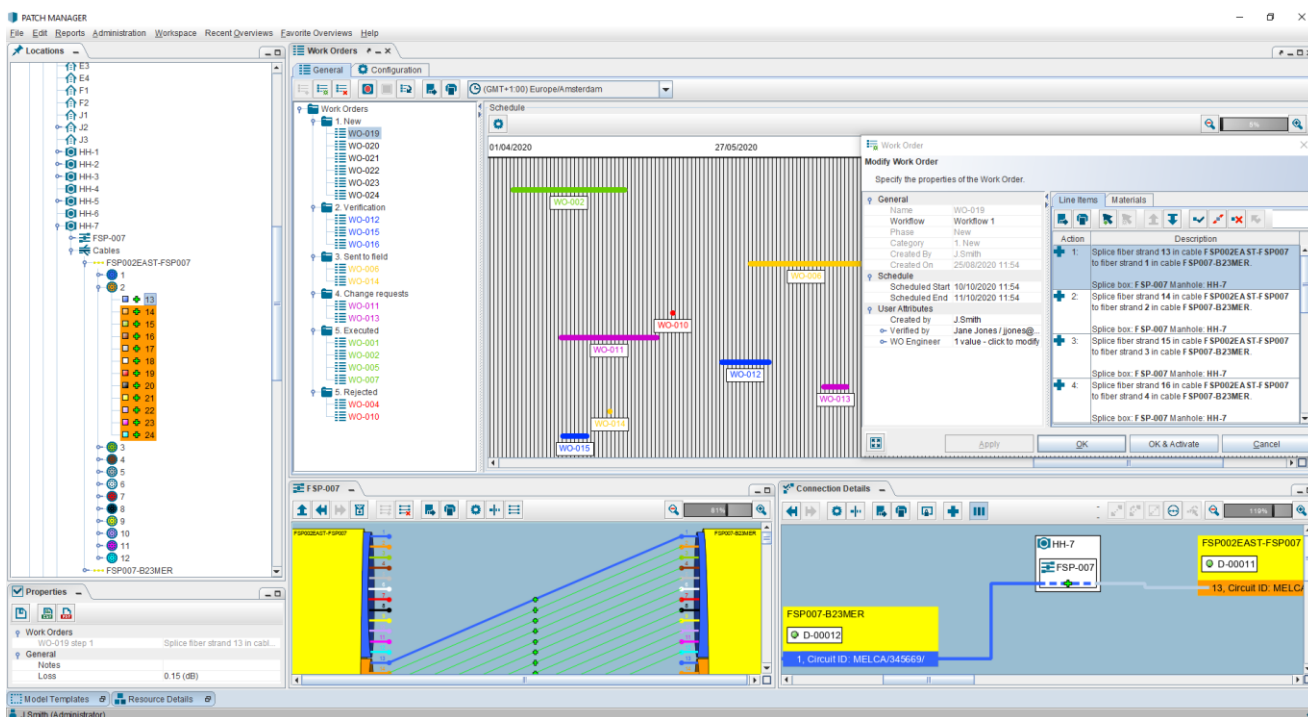 PATCH MANAGER
File Edit Reports Administration Workspace Recent Overviews Favorite Overviews Help
Locations
E3
E4
F1
F2
J1
J2
J3
HH-1
HH-2
HH-3
HH-4
HH-5
HH-6
HH-7
FSP-007
Cables
FSP002EAST-FSP007
1
2
13
14
15
16
17
18
19
20
21
22
23
24
3
4
5
6
7
8
9
10
11
12
FSP007-B23MER
Properties
Work Orders
WO-019 step 1 Splice fiber strand 13 in cabl...
General
Notes
Loss 0.15 (dB)
Model Templates Resource Details
J.Smith (Administrator)
Work Orders
General Configuration
(GMT+1:00) Europe/Amsterdam
Work Orders
1. New
WO-019
WO-020
WO-021
WO-022
WO-023
WO-024
2. Verification
WO-012
WO-015
WO-016
3. Sent to field
WO-006
WO-014
4. Change requests
WO-011
WO-013
5. Executed
WO-001
WO-002
WO-005
WO-007
5. Rejected
WO-004
WO-010
Schedule
01/04/2020 27/05/2020
WO-002
WO-010
WO-011
WO-012
WO-013
WO-014
WO-015
Work Order
Modify Work Order
Specify the properties of the Work Order.
General
Name WO-019
Workflow Workflow 1
Phase New
Category 1. New
Created By J.Smith
Created On 25/08/2020 11:54
Schedule
Scheduled Start 10/10/2020 11:54
Scheduled End 11/10/2020 11:54
User Attributes
Created by J.Smith
Verified by Jane Jones / jjones@...
WO Engineer 1 value - click to modify
Line Items Materials
Action Description
1: Splice fiber strand 13 in cable FSP002EAST-FSP007
to fiber strand 1 in cable FSP007-B23MER.
Splice box: FSP-007 Manhole: HH-7
2: Splice fiber strand 14 in cable FSP002EAST-FSP007
to fiber strand 2 in cable FSP007-B23MER.
Splice box: FSP-007 Manhole: HH-7
3: Splice fiber strand 15 in cable FSP002EAST-FSP007
to fiber strand 3 in cable FSP007-B23MER.
Splice box: FSP-007 Manhole: HH-7
4: Splice fiber strand 16 in cable FSP002EAST-FSP007
to fiber strand 4 in cable FSP007-B23MER.
Splice box: FSP-007 Manhole: HH-7
Apply OK OK & Activate Cancel
FSP-007
81%
FSP002EAST-FSP007
FSP007-B23MER
Connection Details
118%
HH-7
FSP-007
FSP002EAST-FSP007
D-00011
13, Circuit ID: MELCA
FSP007-B23MER
D-00012
1, Circuit ID: MELCA/345669/